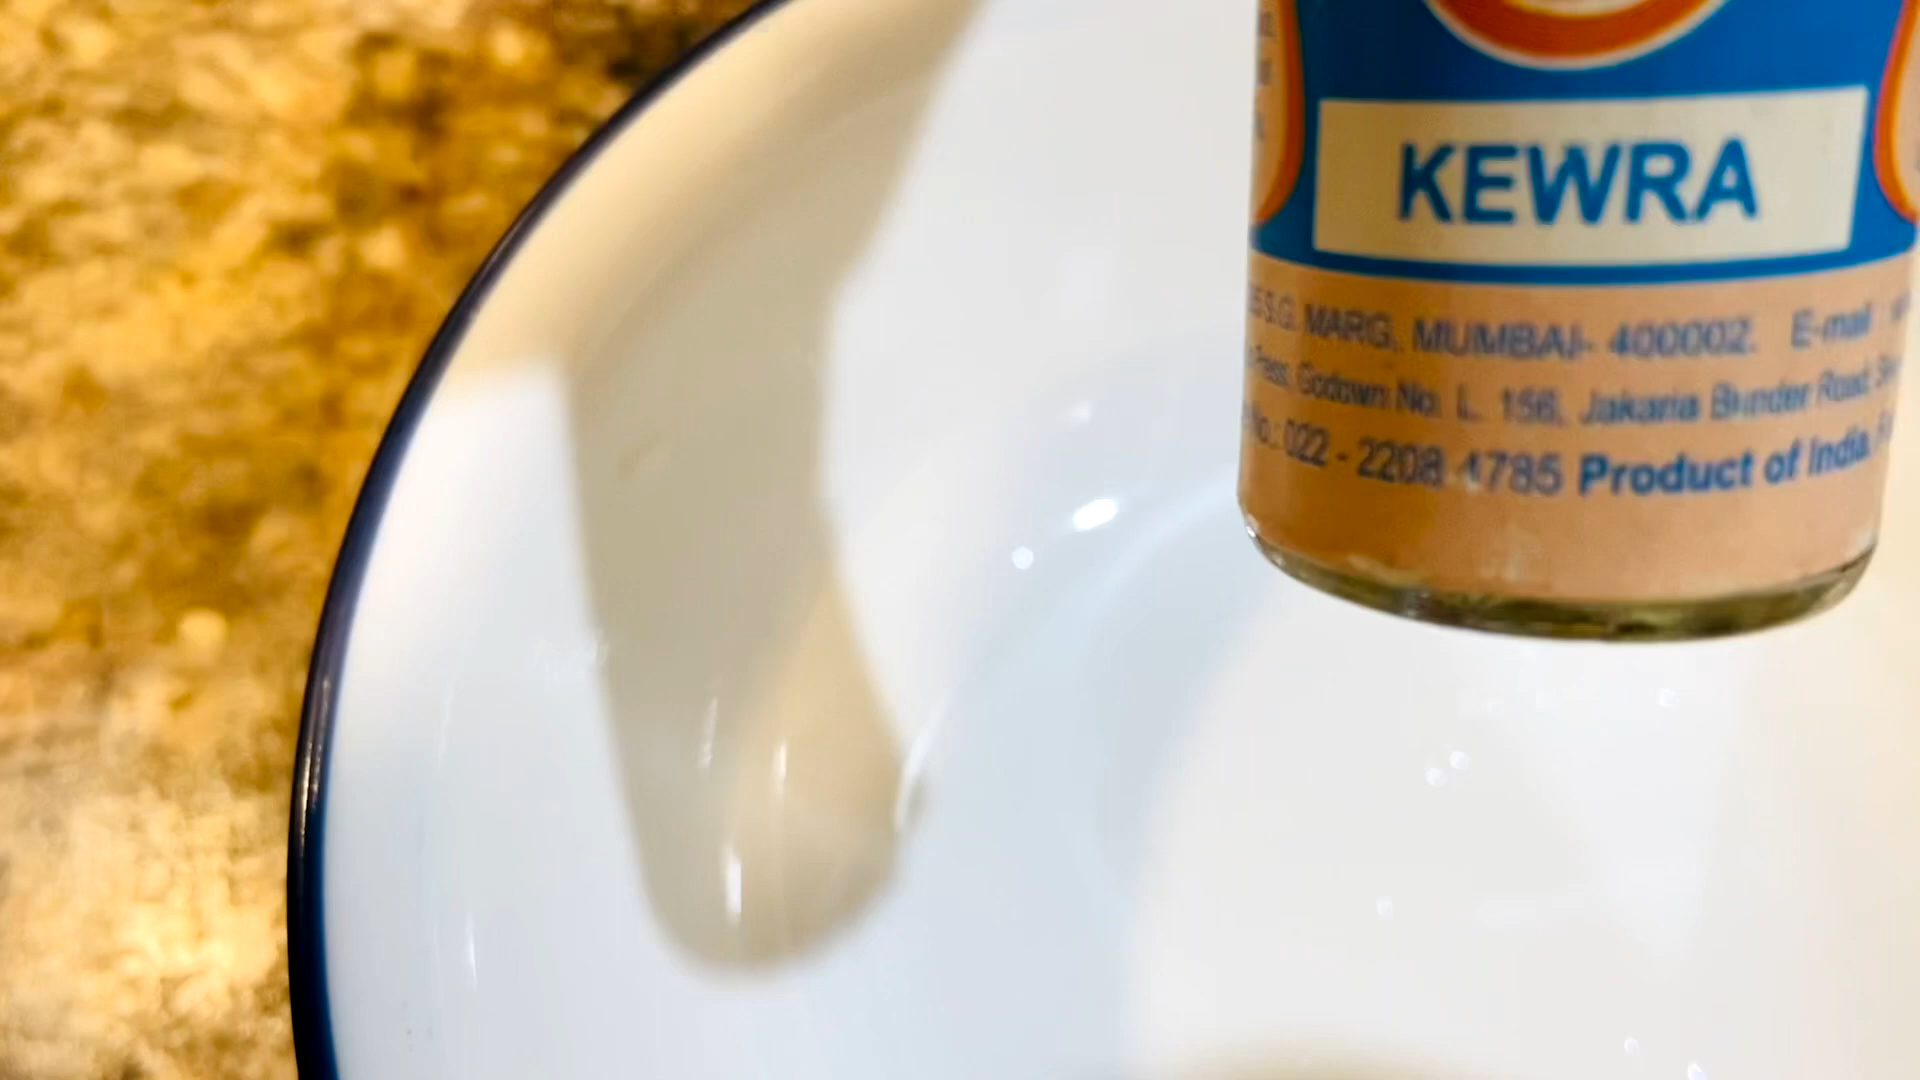 KEWRA
S.G. MARG, MUMBAI- 400002. E-mail :
Press, Godown No. L. 156, Jakaria Bunder Road,
No.: 022 - 2208 4785 Product of India.